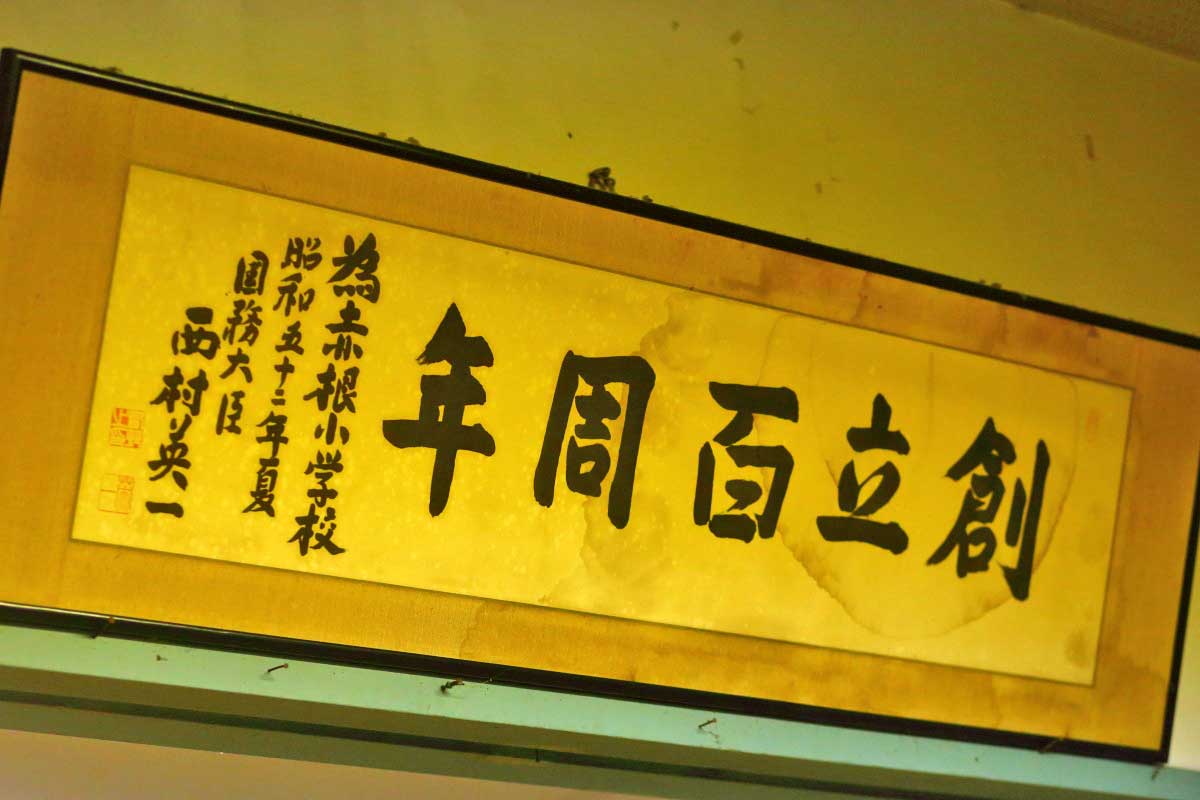 創立百周年
為赤根小学校
昭和五十二年夏
国務大臣
西村英一